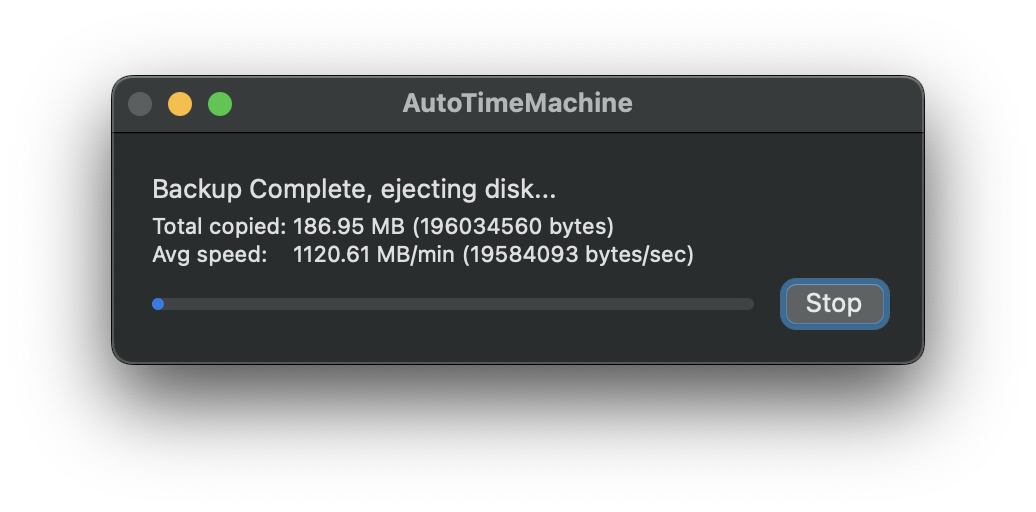 AutoTimeMachine
Backup Complete, ejecting disk...
Total copied: 186.95 MB (196034560 bytes)
Avg speed: 1120.61 MB/min (19584093 bytes/sec)
Stop